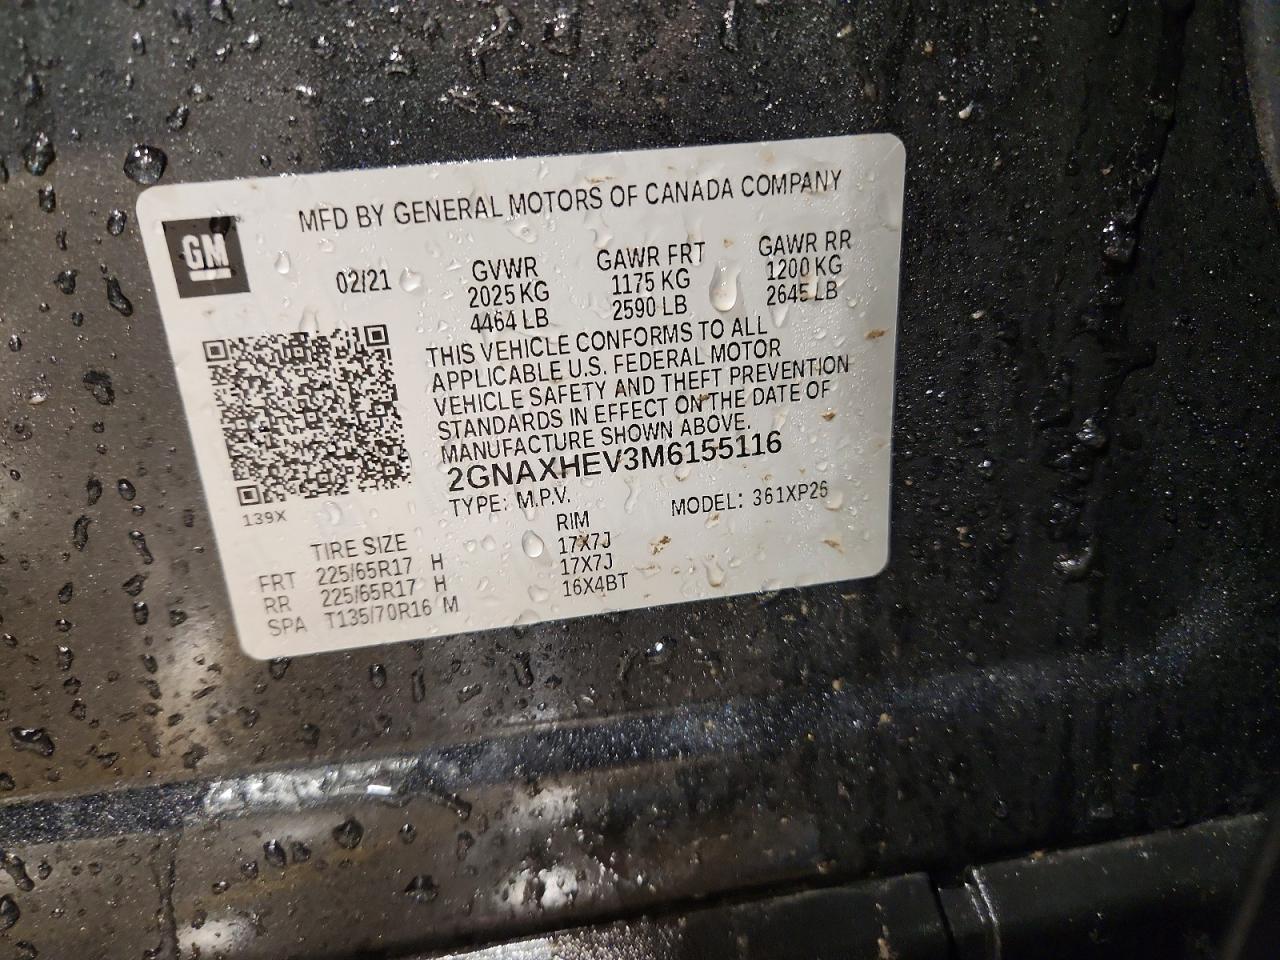 MFD BY GENERAL MOTORS OF CANADA COMPANY
GM
02/21
GVWR GAWR FRT GAWR RR
2025 KG 1175 KG 1200 KG
4464 LB 2590 LB 2645 LB
THIS VEHICLE CONFORMS TO ALL
APPLICABLE U.S. FEDERAL MOTOR
VEHICLE SAFETY AND THEFT PREVENTION
STANDARDS IN EFFECT ON THE DATE OF
MANUFACTURE SHOWN ABOVE.
2GNAXHEV3M6155116
TYPE: M.P.V. MODEL: 361XP26
139X
TIRE SIZE RIM
FRT 225/65R17 H 17X7J
RR 225/65R17 H 17X7J
SPA T135/70R16 M 16X4BT